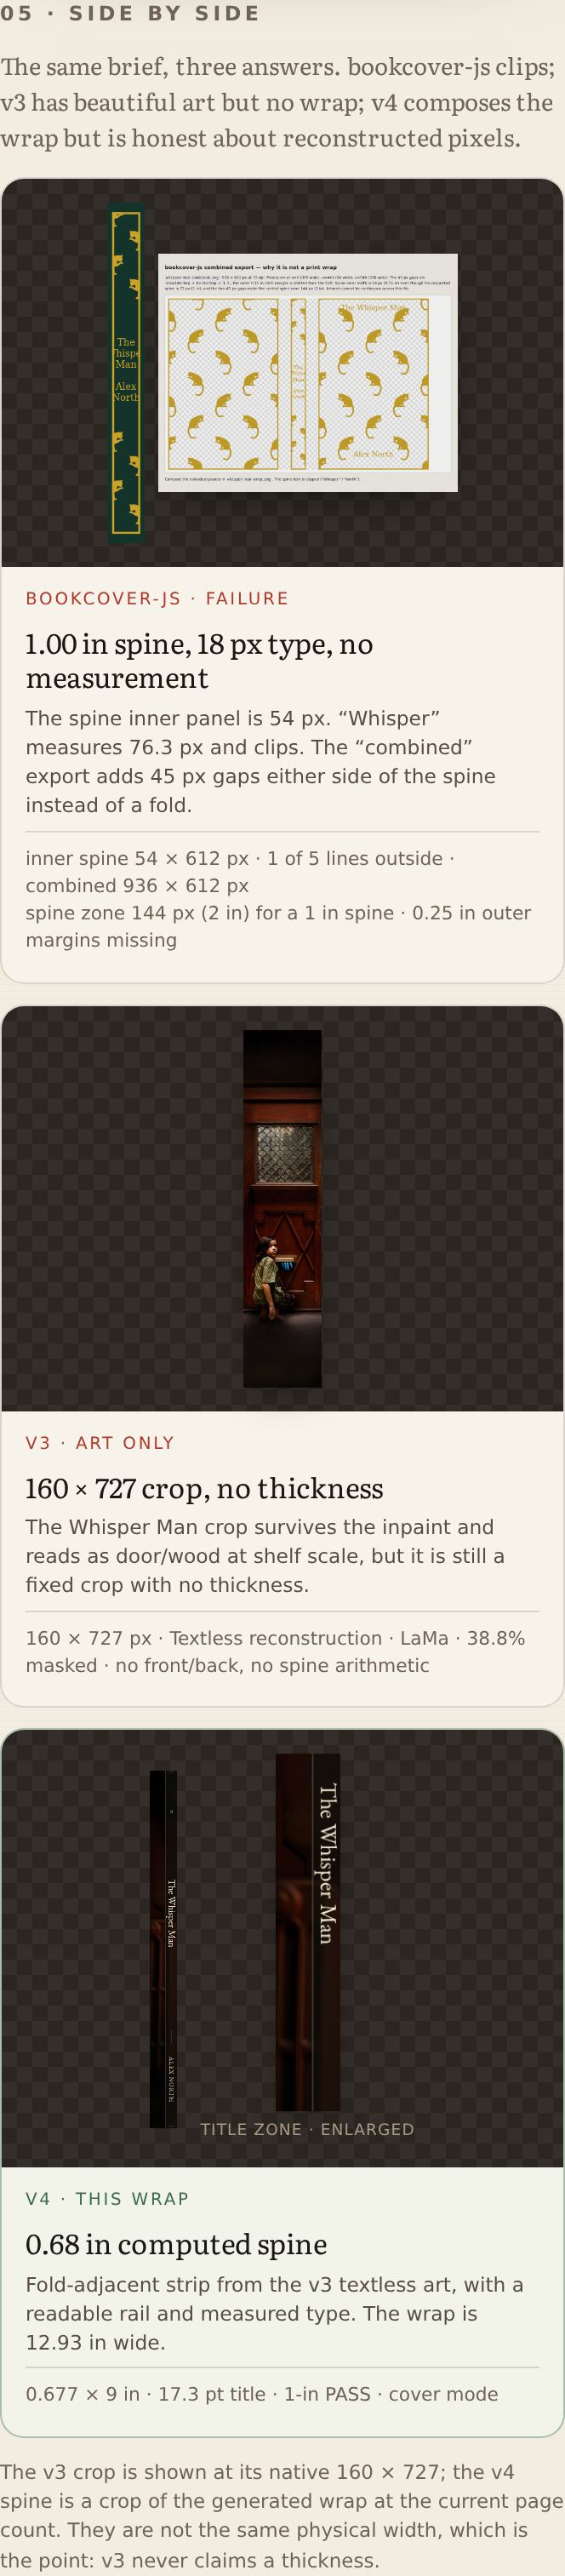 05 · SIDE BY SIDE
The same brief, three answers. bookcover-js clips;
v3 has beautiful art but no wrap; v4 composes the
wrap but is honest about reconstructed pixels.
The
Man
Alex
North
bookcover-js combined export — why it is not a print wrap
The Whisper Man
Alex North
BOOKCOVER-JS · FAILURE
1.00 in spine, 18 px type, no
measurement
The spine inner panel is 54 px. “Whisper”
measures 76.3 px and clips. The “combined”
export adds 45 px gaps either side of the spine
instead of a fold.
inner spine 54 × 612 px · 1 of 5 lines outside ·
combined 936 × 612 px
spine zone 144 px (2 in) for a 1 in spine · 0.25 in outer
margins missing
V3 · ART ONLY
160 × 727 crop, no thickness
The Whisper Man crop survives the inpaint and
reads as door/wood at shelf scale, but it is still a
fixed crop with no thickness.
160 × 727 px · Textless reconstruction · LaMa · 38.8%
masked · no front/back, no spine arithmetic
The Whisper Man
ALEX NORTH
The Whisper Man
TITLE ZONE · ENLARGED
V4 · THIS WRAP
0.68 in computed spine
Fold-adjacent strip from the v3 textless art, with a
readable rail and measured type. The wrap is
12.93 in wide.
0.677 × 9 in · 17.3 pt title · 1-in PASS · cover mode
The v3 crop is shown at its native 160 × 727; the v4
spine is a crop of the generated wrap at the current page
count. They are not the same physical width, which is
the point: v3 never claims a thickness.